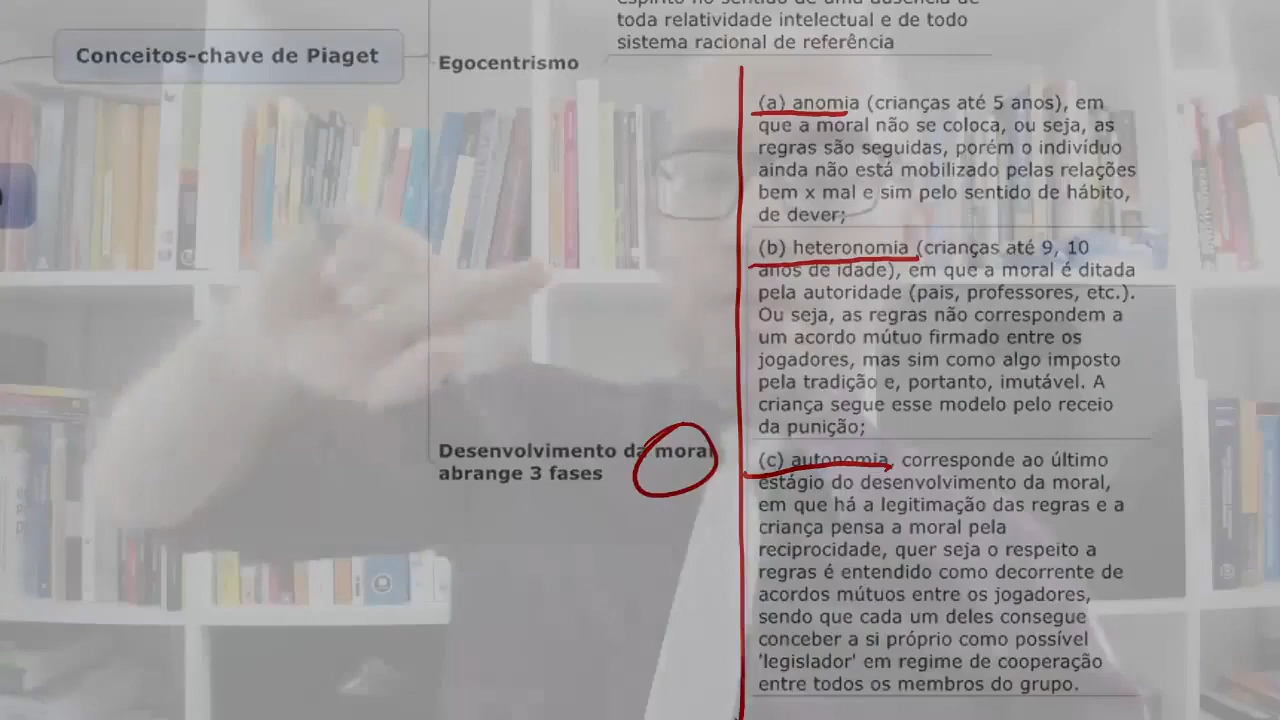 toda relatividade intelectual e de todo
sistema racional de referência
Conceitos-chave de Piaget
Egocentrismo
(a) anomia (crianças até 5 anos), em
que a moral não se coloca, ou seja, as
regras são seguidas, porém o indivíduo
ainda não está mobilizado pelas relações
bem x mal e sim pelo sentido de hábito,
de dever;
(b) heteronomia (crianças até 9, 10
anos de idade), em que a moral é ditada
pela autoridade (pais, professores, etc.).
Ou seja, as regras não correspondem a
um acordo mútuo firmado entre os
jogadores, mas sim como algo imposto
pela tradição e, portanto, imutável. A
criança segue esse modelo pelo receio
da punição;
Desenvolvimento da moral
abrange 3 fases
(c) autonomia, corresponde ao último
estágio do desenvolvimento da moral,
em que há a legitimação das regras e a
criança pensa a moral pela
reciprocidade, quer seja o respeito a
regras é entendido como decorrente de
acordos mútuos entre os jogadores,
sendo que cada um deles consegue
conceber a si próprio como possível
'legislador' em regime de cooperação
entre todos os membros do grupo.